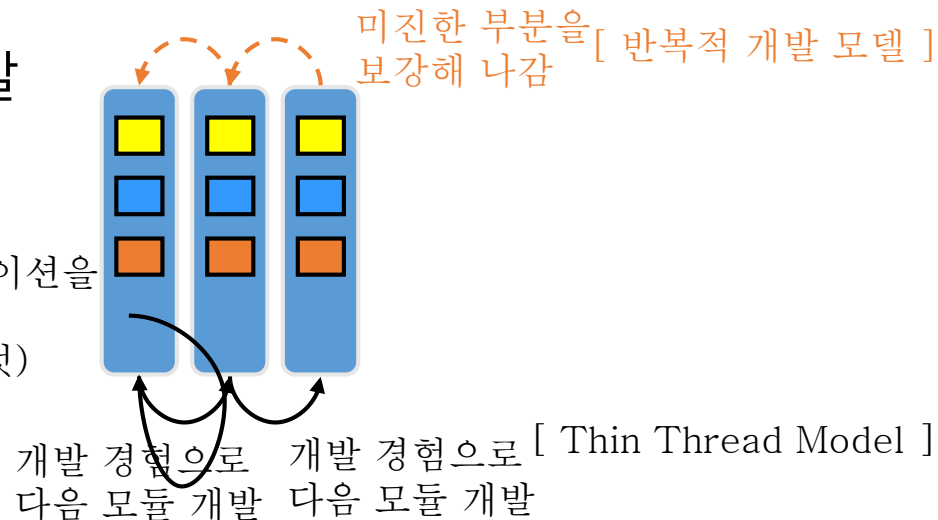 미진한 부분을
보강해 나감
[ 반복적 개발 모델 ]
이션을
개발 경험으로
다음 모듈 개발
개발 경험으로
다음 모듈 개발
[ Thin Thread Model ]